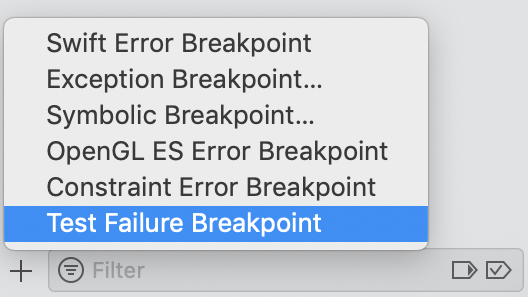 Swift Error Breakpoint
Exception Breakpoint...
Symbolic Breakpoint...
OpenGL ES Error Breakpoint
Constraint Error Breakpoint
Test Failure Breakpoint
Filter